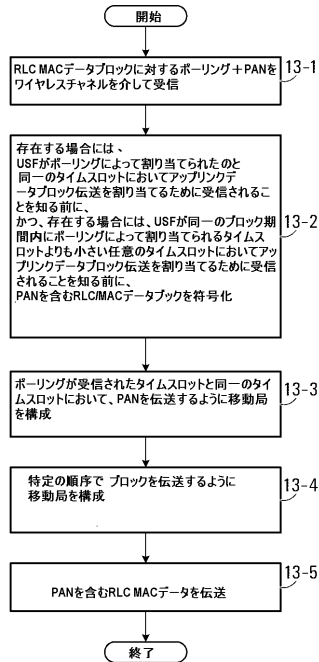 開始
RLC MACデータブロックに対するポーリング＋PANを
ワイヤレスチャネルを介して受信
13-1
存在する場合には、
USFがポーリングによって割り当てられたのと
同一のタイムスロットにおいてアップリンクデ
ータブロック伝送を割り当てるために受信されるこ
とを知る前に、
かつ、存在する場合には、USFが同一のブロック期
間内にポーリングによって割り当てられるタイムス
ロットよりも小さい任意のタイムスロットにおいてアッ
プリンクデータブロック伝送を割り当てるために受信
されることを知る前に、
PANを含むRLC/MACデータブックを符号化
13-2
ポーリングが受信されたタイムスロットと同一のタイ
ムスロットにおいて、PANを伝送するように移動局
を構成
13-3
特定の順序で ブロックを伝送するように
移動局を構成
13-4
PANを含むRLC MACデータを伝送
13-5
終了